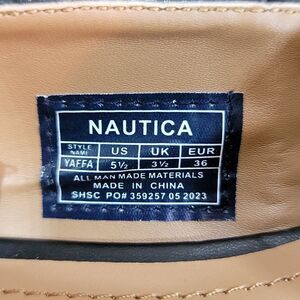 NAUTICA
STYLE NAME US UK EUR
YAFFA 5½ 3½ 36
ALL MAN MADE MATERIALS
MADE IN CHINA
SHSC PO# 359257 05 2023